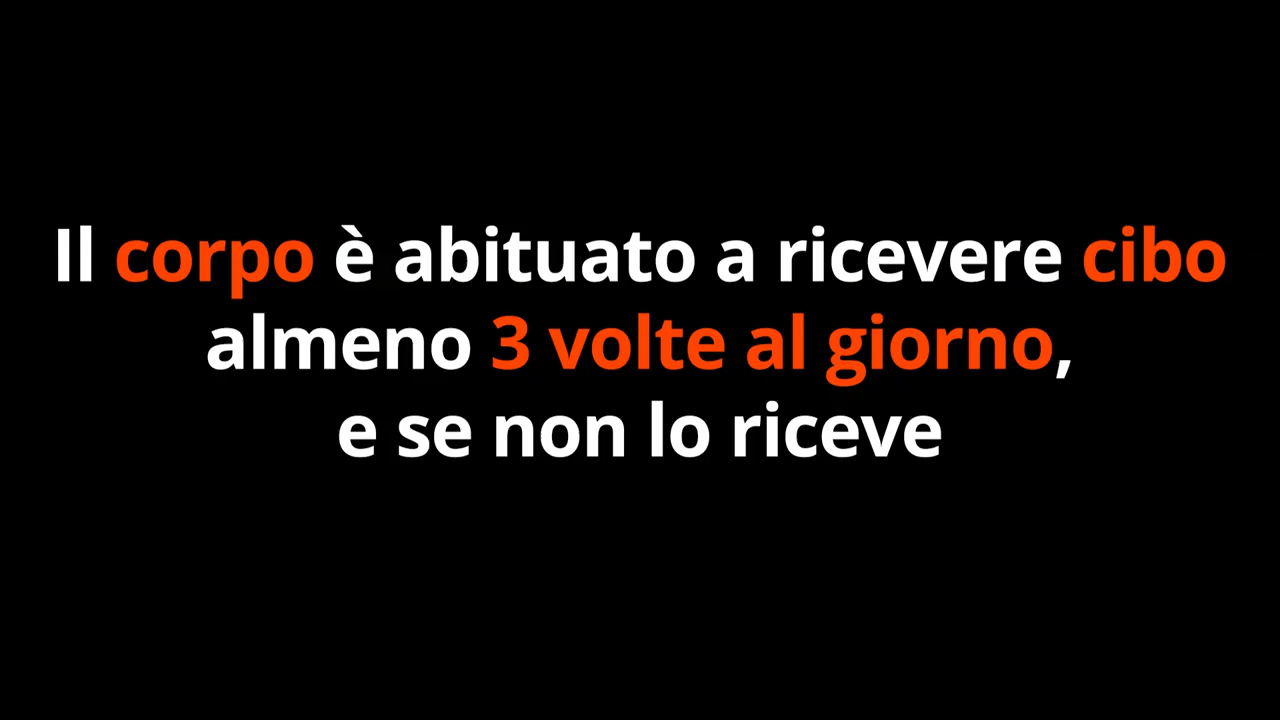 Il corpo è abituato a ricevere cibo
almeno 3 volte al giorno,
e se non lo riceve